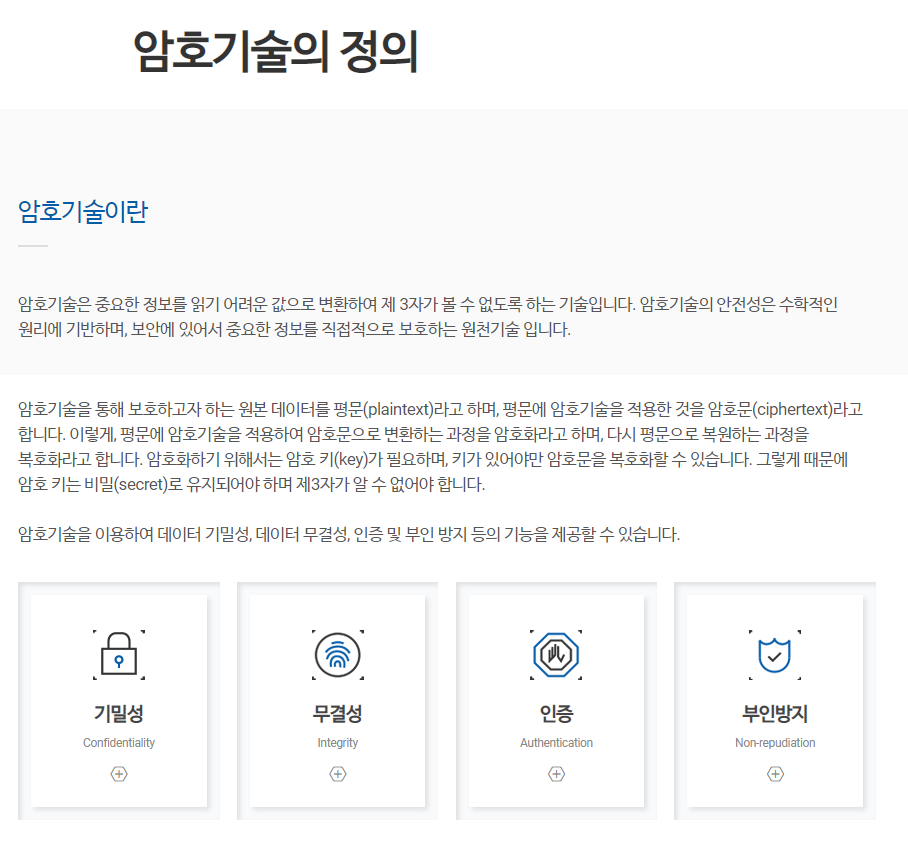 암호기술의 정의
암호기술이란
암호기술은 중요한 정보를 읽기 어려운 값으로 변환하여 제 3자가 볼 수 없도록 하는 기술입니다. 암호기술의 안전성은 수학적인
원리에 기반하며, 보안에 있어서 중요한 정보를 직접적으로 보호하는 원천기술 입니다.
암호기술을 통해 보호하고자 하는 원본 데이터를 평문(plaintext)라고 하며, 평문에 암호기술을 적용한 것을 암호문(ciphertext)라고
합니다. 이렇게, 평문에 암호기술을 적용하여 암호문으로 변환하는 과정을 암호화라고 하며, 다시 평문으로 복원하는 과정을
복호화라고 합니다. 암호화하기 위해서는 암호 키(key)가 필요하며, 키가 있어야만 암호문을 복호화할 수 있습니다. 그렇게 때문에
암호 키는 비밀(secret)로 유지되어야 하며 제3자가 알 수 없어야 합니다.
암호기술을 이용하여 데이터 기밀성, 데이터 무결성, 인증 및 부인 방지 등의 기능을 제공할 수 있습니다.
기밀성
Confidentiality
무결성
Integrity
인증
Authentication
부인방지
Non-repudiation